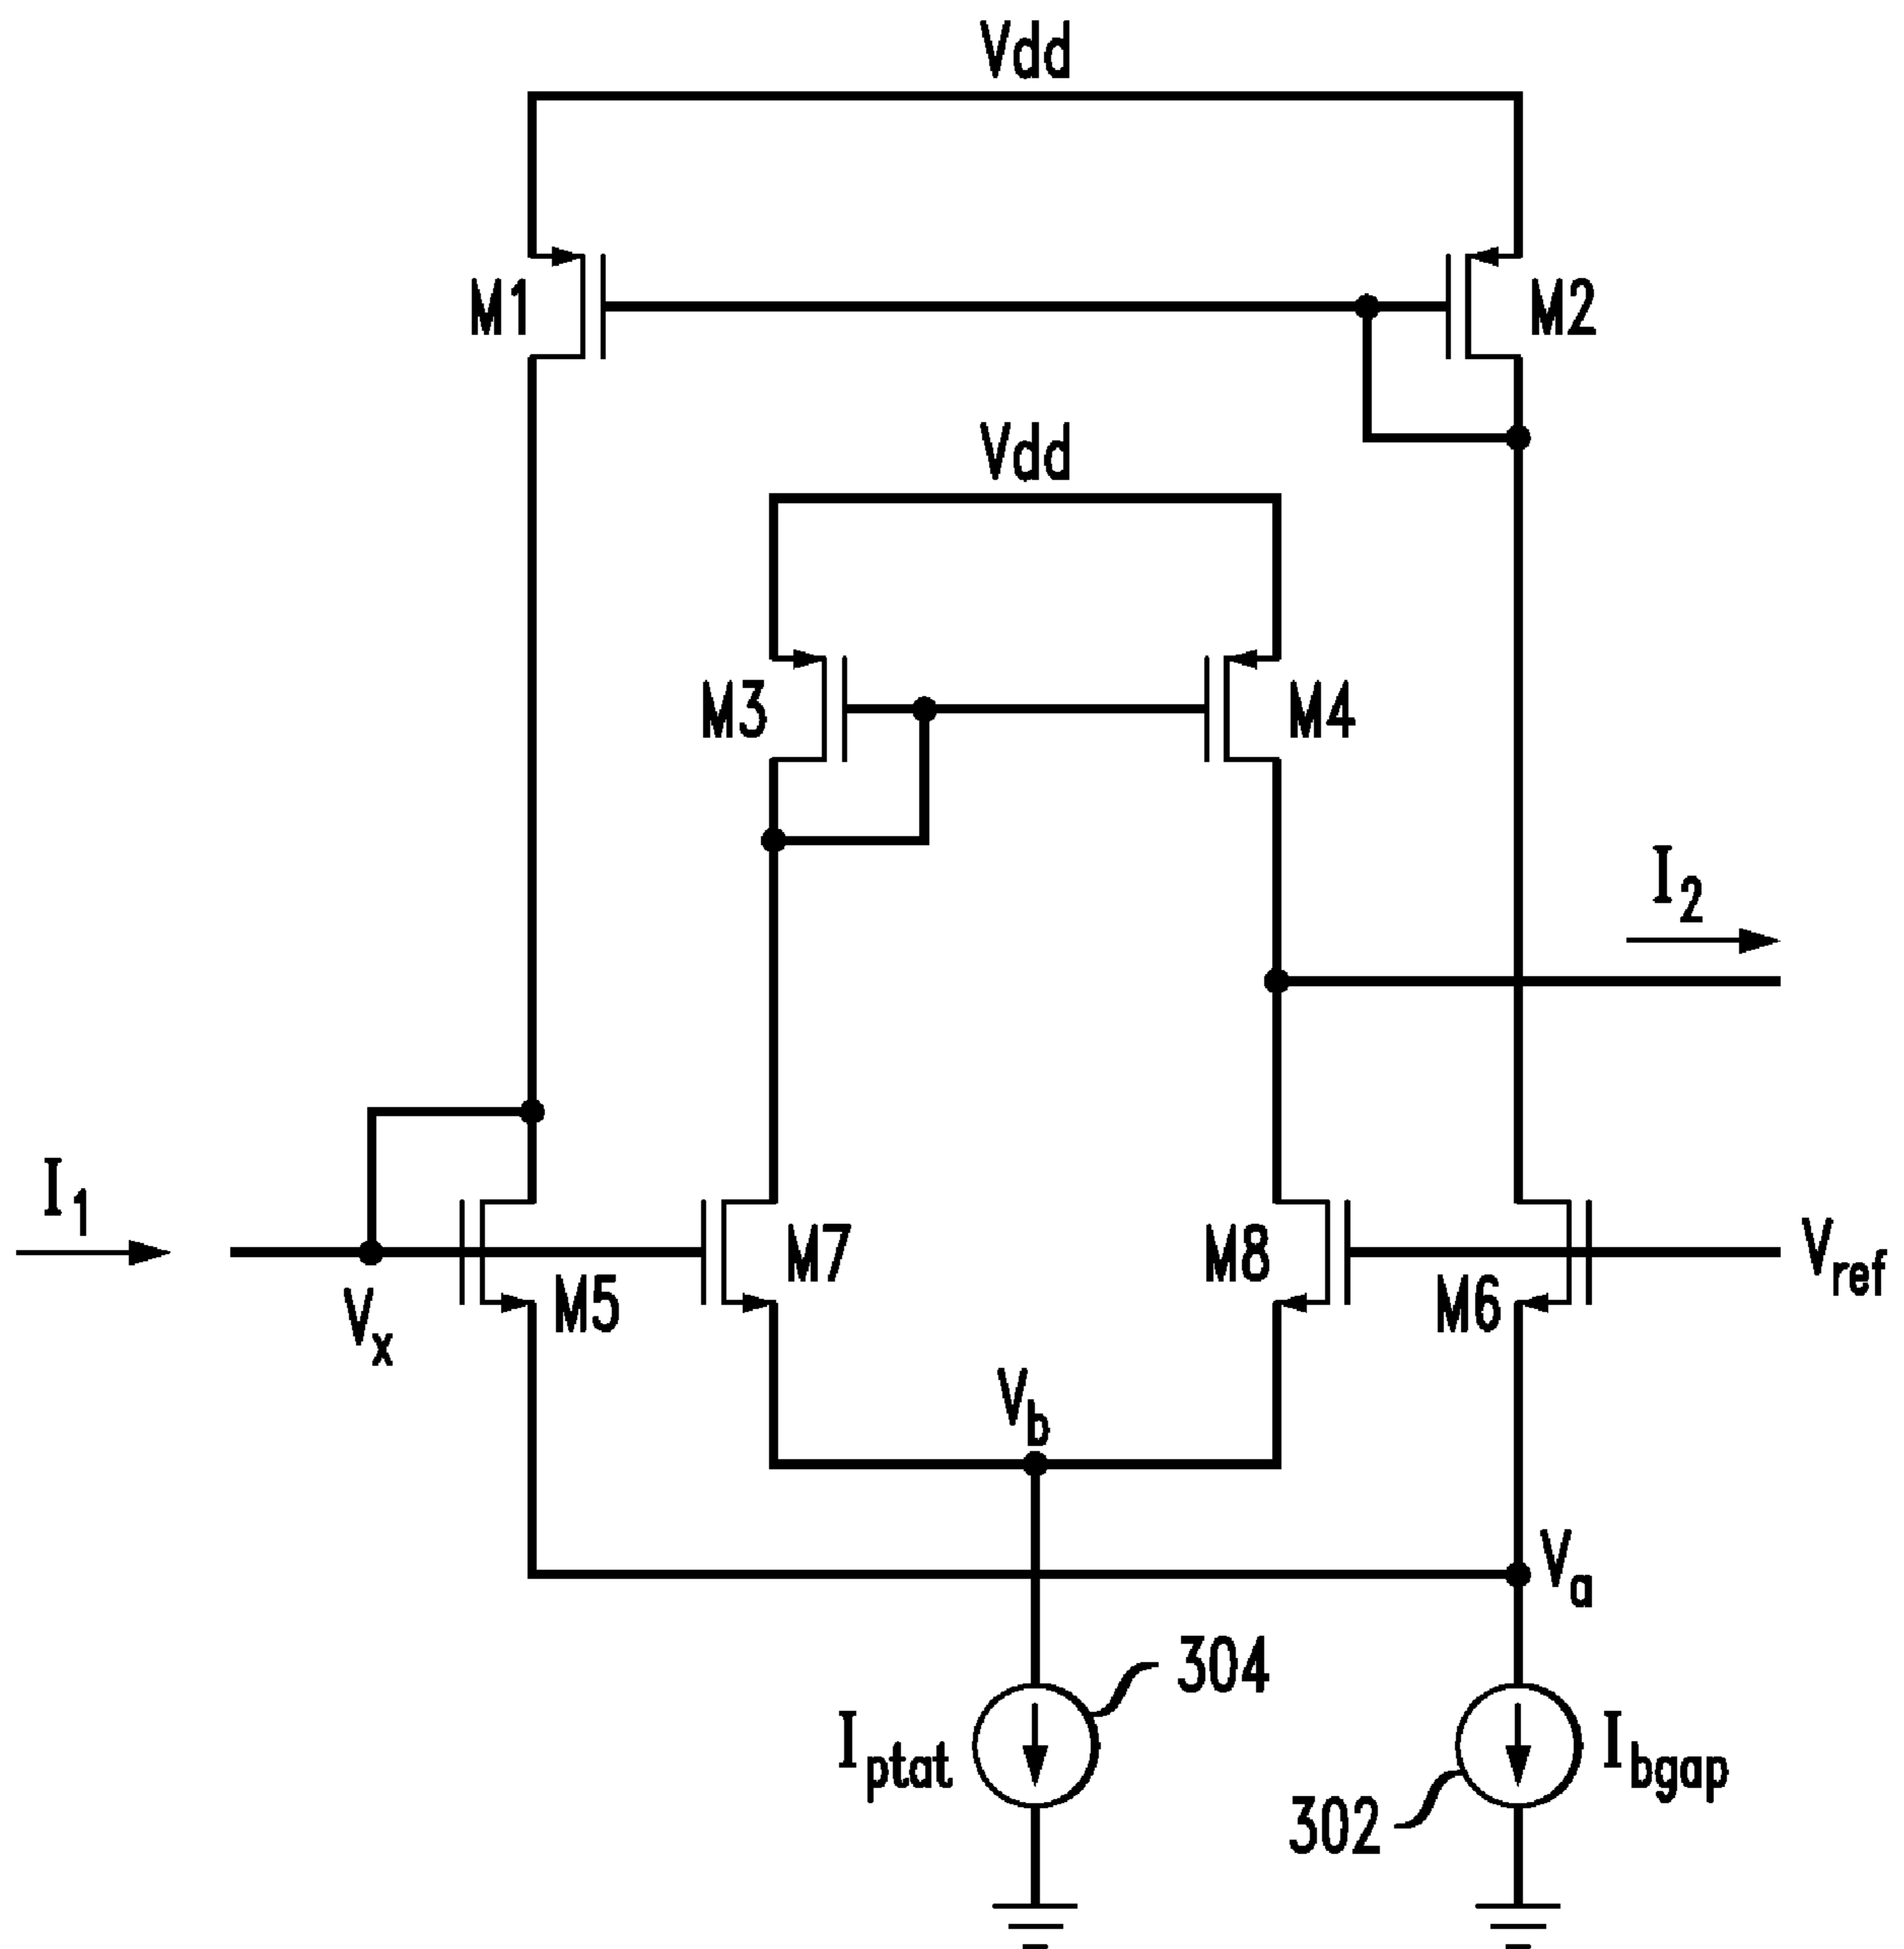 Vdd
M1
M2
Vdd
M3
M4
I2
I1
Vx
M5
M7
M8
M6
Vref
Vb
Va
304
Iptat
302
Ibgap